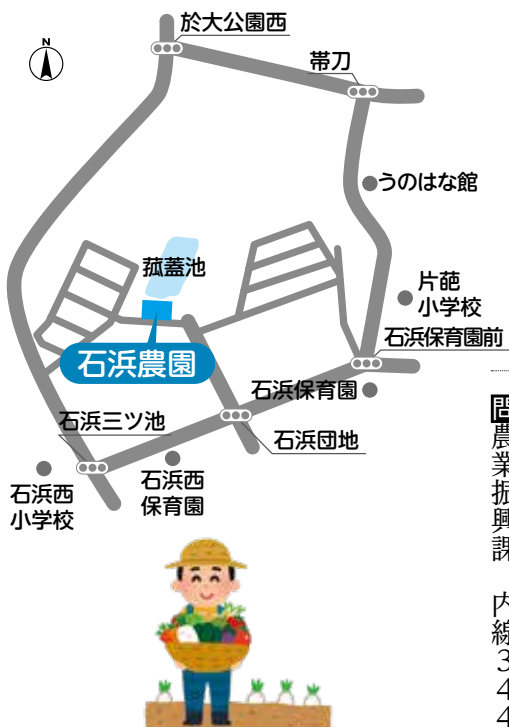 N
於大公園西
帯刀
うのはな館
菰蓋池
片葩
小学校
石浜保育園前
石浜農園
石浜保育園
石浜三ツ池
石浜団地
石浜西
小学校
石浜西
保育園
問農業振興課 内線344